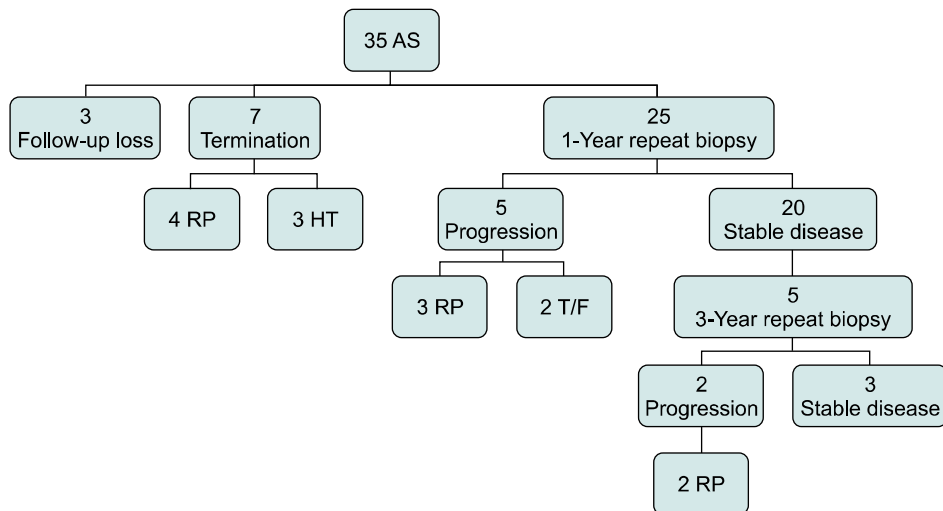 35 AS
3
Follow-up loss
7
Termination
25
1-Year repeat biopsy
4 RP
3 HT
5
Progression
20
Stable disease
3 RP
2 T/F
5
3-Year repeat biopsy
2
Progression
3
Stable disease
2 RP